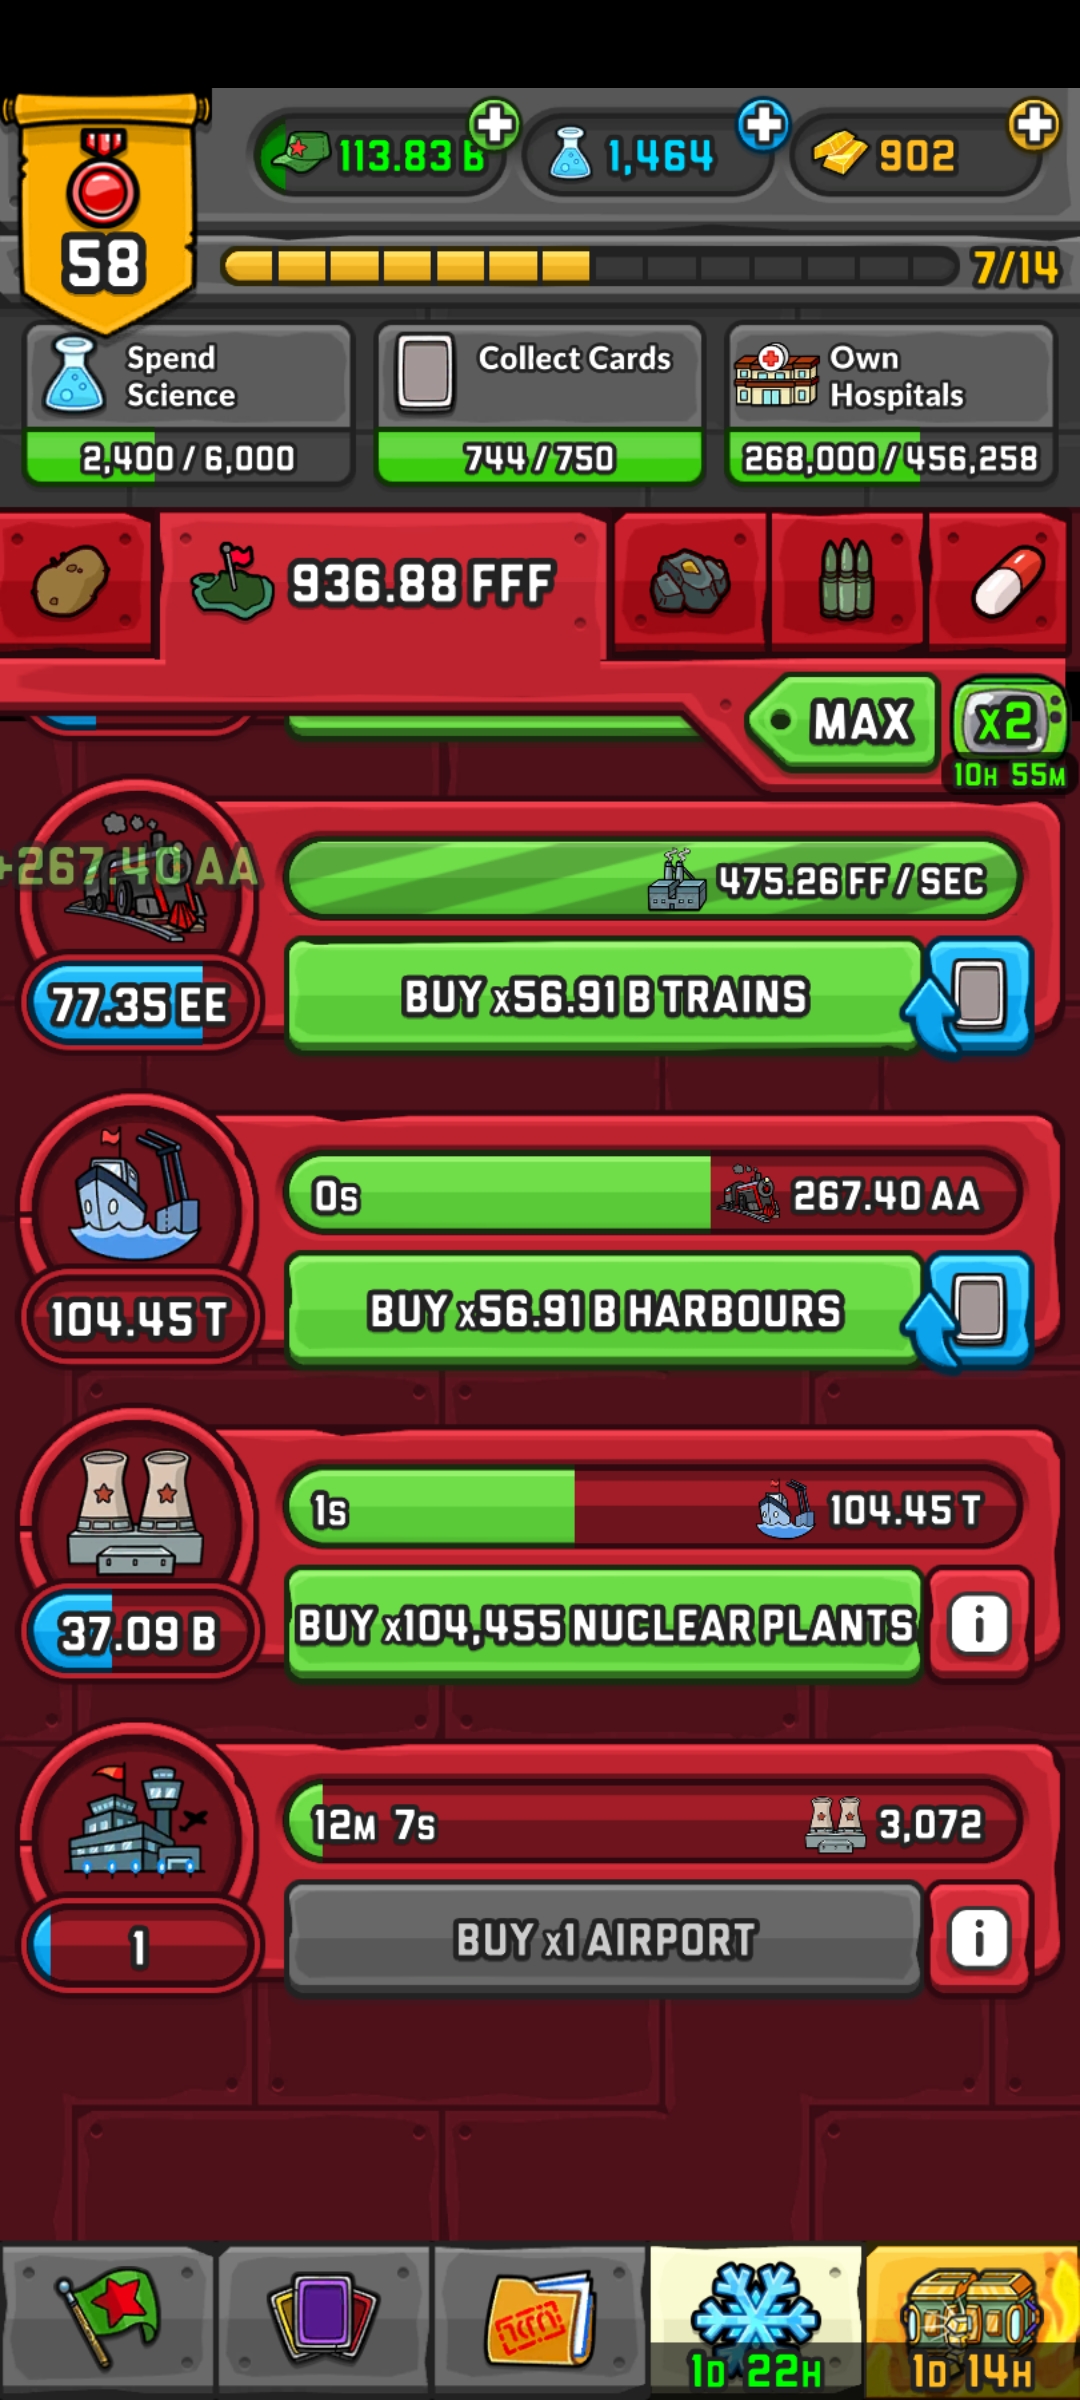 113.83 B
1,464
902
58
7/14
Spend
Science
2,400 / 6,000
Collect Cards
744 / 750
Own
Hospitals
268,000 / 456,258
936.88 FFF
MAX
x2
10H 55M
+267.40 AA
475.26 FF / SEC
77.35 EE
BUY x56.91 B TRAINS
0s
267.40 AA
104.45 T
BUY x56.91 B HARBOURS
1s
104.45 T
37.09 B
BUY x104,455 NUCLEAR PLANTS
i
12M 7s
3,072
1
BUY x1 AIRPORT
i
1D 22H
1D 14H